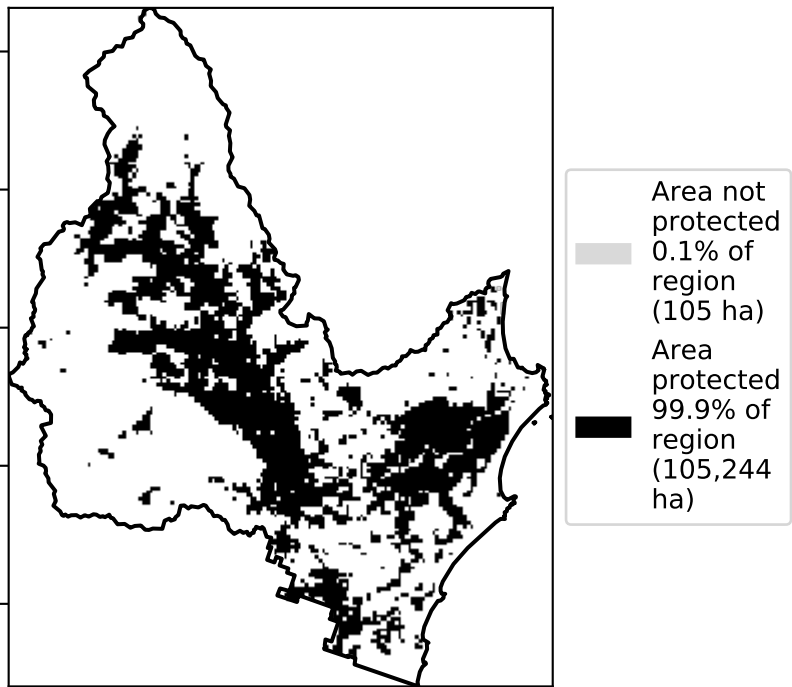 Area not
protected
0.1% of
region
(105 ha)
Area
protected
99.9% of
region
(105,244
ha)